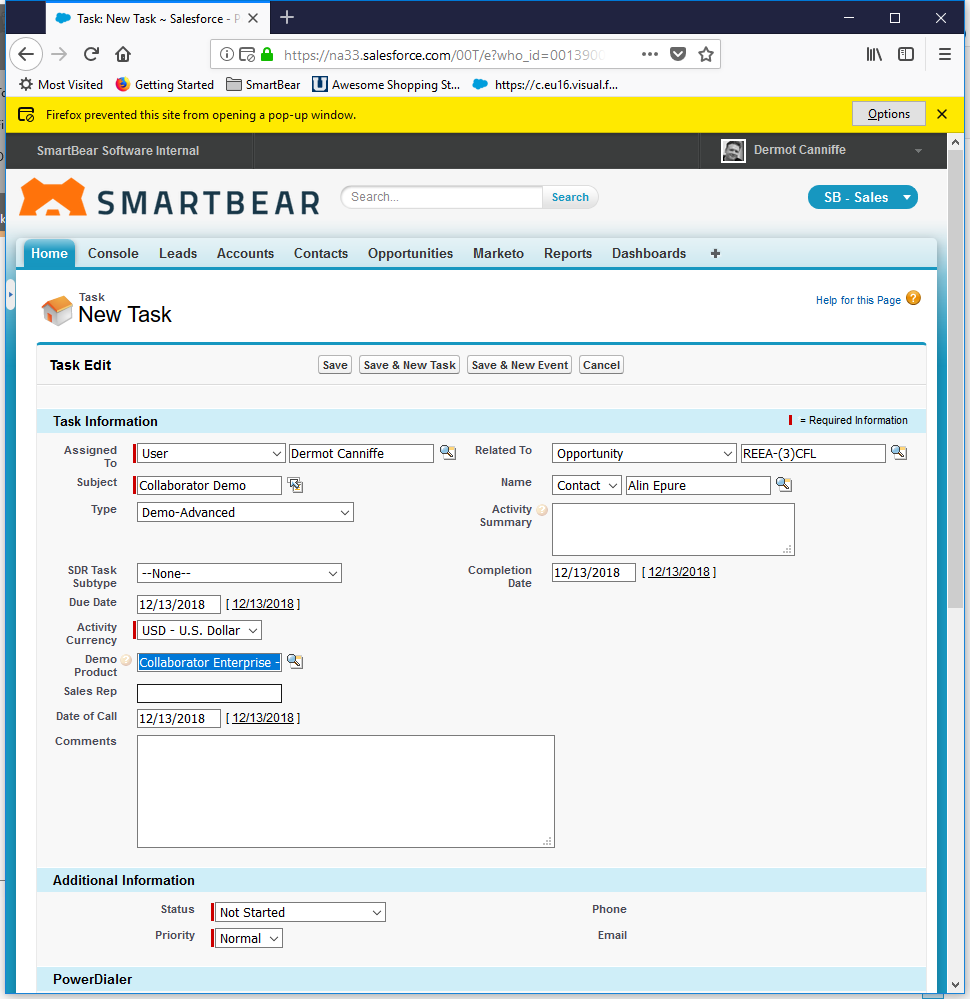 Task: New Task ~ Salesforce - P
https://na33.salesforce.com/00T/e?who_id=0013900
Most Visited Getting Started SmartBear Awesome Shopping St... https://c.eu16.visual.f...
Firefox prevented this site from opening a pop-up window. Options
SmartBear Software Internal Dermot Canniffe
SMARTBEAR Search... Search SB - Sales
Home Console Leads Accounts Contacts Opportunities Marketo Reports Dashboards +
Task
New Task Help for this Page ?
Task Edit Save Save & New Task Save & New Event Cancel
Task Information = Required Information
Assigned To User Dermot Canniffe Related To Opportunity REEA-(3)CFL
Subject Collaborator Demo Name Contact Alin Epure
Type Demo-Advanced Activity Summary
SDR Task Subtype --None-- Completion Date 12/13/2018 [ 12/13/2018 ]
Due Date 12/13/2018 [ 12/13/2018 ]
Activity Currency USD - U.S. Dollar
Demo Product Collaborator Enterprise -
Sales Rep
Date of Call 12/13/2018 [ 12/13/2018 ]
Comments
Additional Information
Status Not Started Phone
Priority Normal Email
PowerDialer